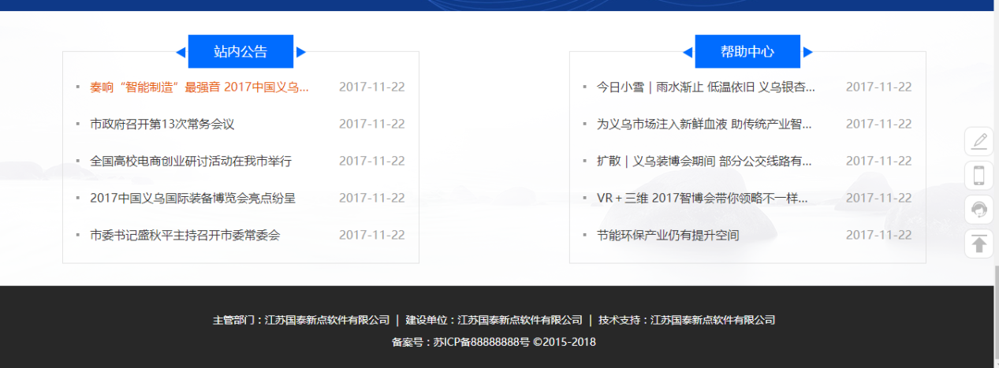 站内公告
奏响“智能制造”最强音 2017中国义乌... 2017-11-22
市政府召开第13次常务会议 2017-11-22
全国高校电商创业研讨活动在我市举行 2017-11-22
2017中国义乌国际装备博览会亮点纷呈 2017-11-22
市委书记盛秋平主持召开市委常委会 2017-11-22
帮助中心
今日小雪｜雨水渐止 低温依旧 义乌银杏... 2017-11-22
为义乌市场注入新鲜血液 助传统产业智... 2017-11-22
扩散｜义乌装博会期间 部分公交线路有... 2017-11-22
VR＋三维 2017智博会带你领略不一样... 2017-11-22
节能环保产业仍有提升空间 2017-11-22
主管部门：江苏国泰新点软件有限公司 ｜ 建设单位：江苏国泰新点软件有限公司 ｜ 技术支持：江苏国泰新点软件有限公司
备案号：苏ICP备88888888号 ©2015-2018